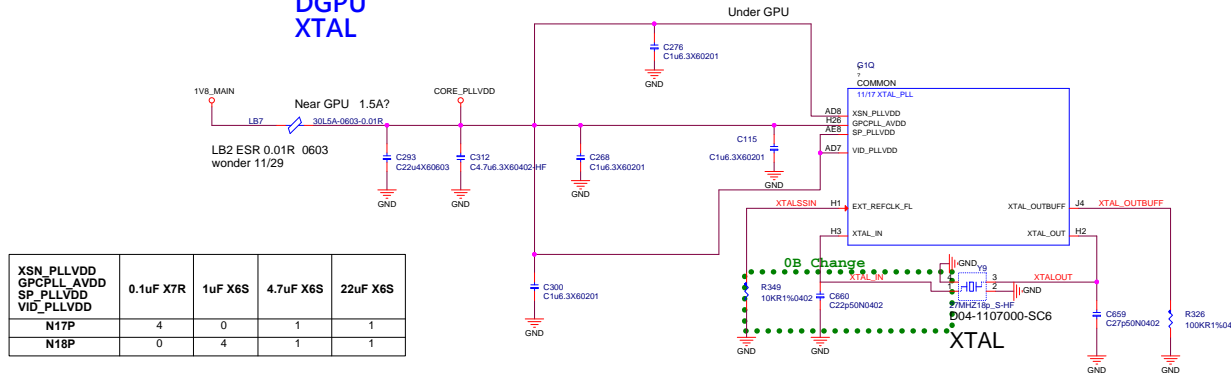 DGPU
XTAL
Under GPU
C276
C1u6.3X60201
GND
G1Q
?
COMMON
11/17 XTAL_PLL
1V8_MAIN
Near GPU 1.5A?
CORE_PLLVDD
LB7
30L5A-0603-0.01R
LB2 ESR 0.01R 0603
wonder 11/29
AD8 XSN_PLLVDD
H26 GPCPLL_AVDD
AE8 SP_PLLVDD
AD7 VID_PLLVDD
C293
C22u4X60603
GND
C312
C4.7u6.3X60402-HF
GND
C268
C1u6.3X60201
GND
C115
C1u6.3X60201
GND
XTALSSIN H1 EXT_REFCLK_FL
XTAL_OUTBUFF J4 XTAL_OUTBUFF
H3 XTAL_IN
XTAL_OUT H2
0B Change
GND
Y9
XTAL_IN
4
1
3
2
XTALOUT
GND
27MHZ18p_S-HF
D04-1107000-SC6
XTAL
R349
10KR1%0402
GND
C660
C22p50N0402
GND
C659
C27p50N0402
GND
R326
100KR1%04
GND
C300
C1u6.3X60201
GND
XSN_PLLVDD
GPCPLL_AVDD
SP_PLLVDD
VID_PLLVDD
0.1uF X7R 1uF X6S 4.7uF X6S 22uF X6S
N17P 4 0 1 1
N18P 0 4 1 1